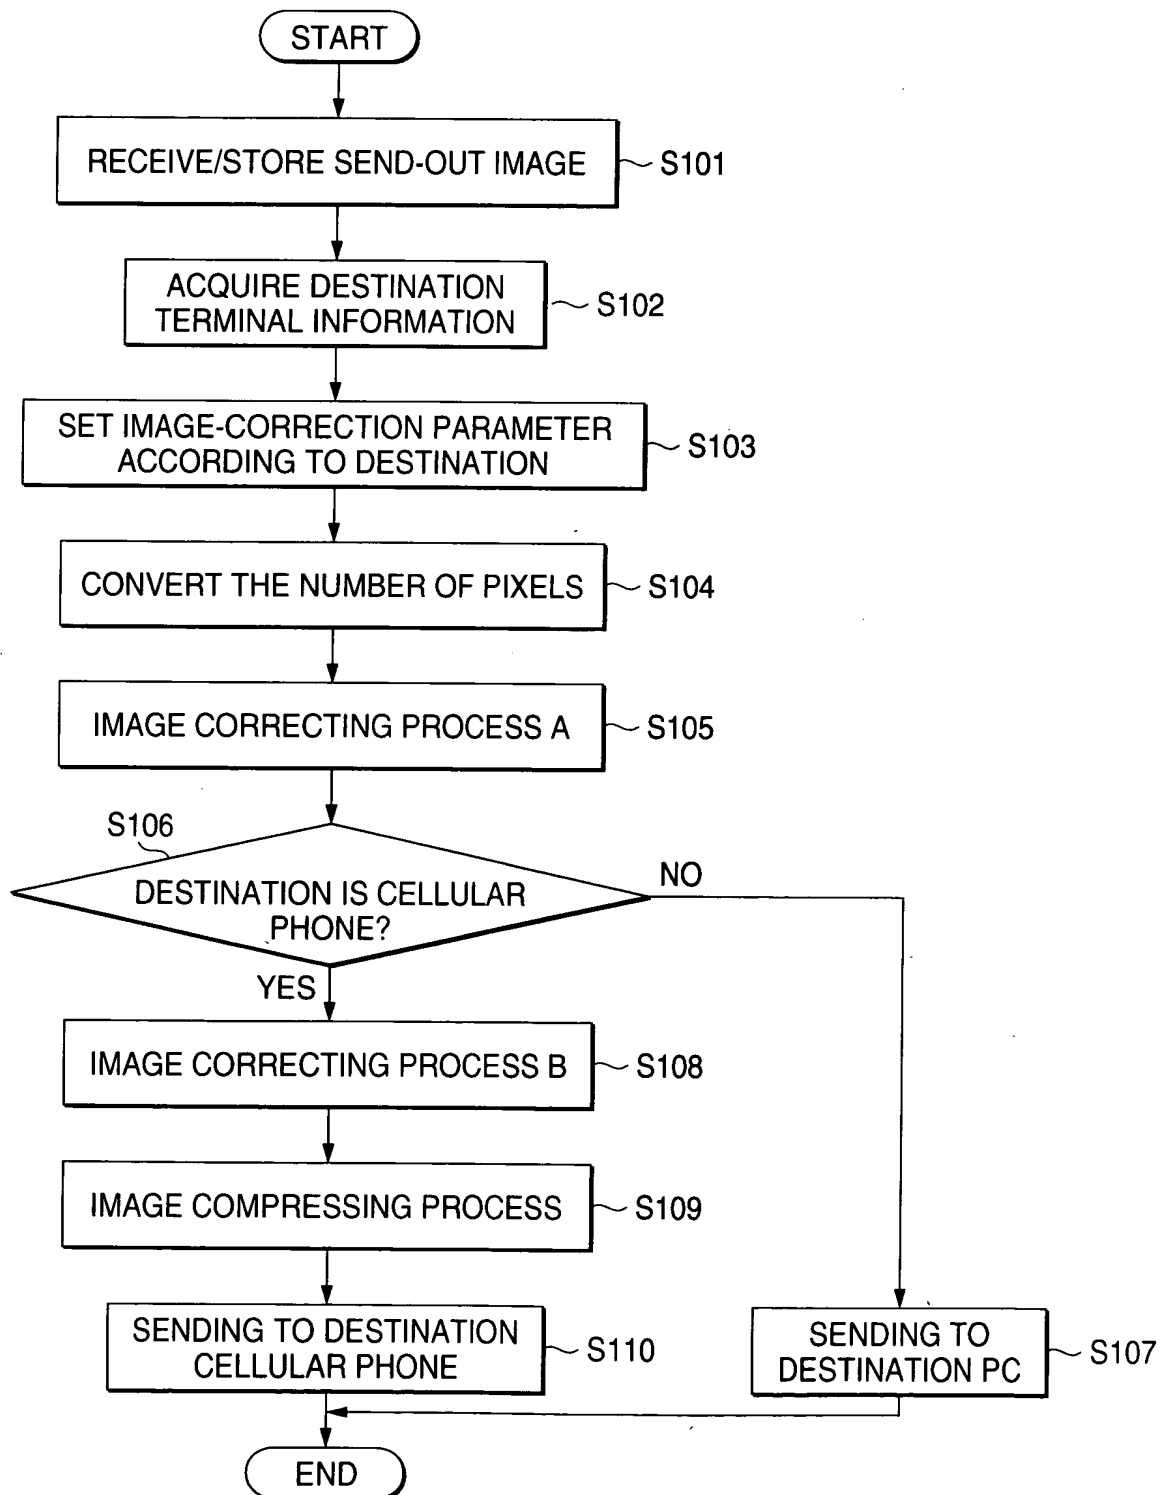 START
RECEIVE/STORE SEND-OUT IMAGE
S101
ACQUIRE DESTINATION
TERMINAL INFORMATION
S102
SET IMAGE-CORRECTION PARAMETER
ACCORDING TO DESTINATION
S103
CONVERT THE NUMBER OF PIXELS
S104
IMAGE CORRECTING PROCESS A
S105
S106
DESTINATION IS CELLULAR
PHONE?
NO
YES
IMAGE CORRECTING PROCESS B
S108
IMAGE COMPRESSING PROCESS
S109
SENDING TO DESTINATION
CELLULAR PHONE
S110
SENDING TO
DESTINATION PC
S107
END